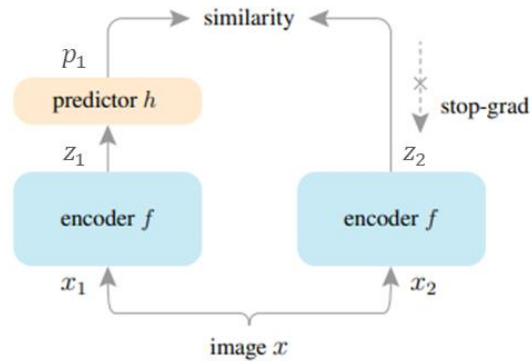 similarity
p₁
predictor h
stop-grad
z₁
z₂
encoder f
encoder f
x₁
x₂
image x